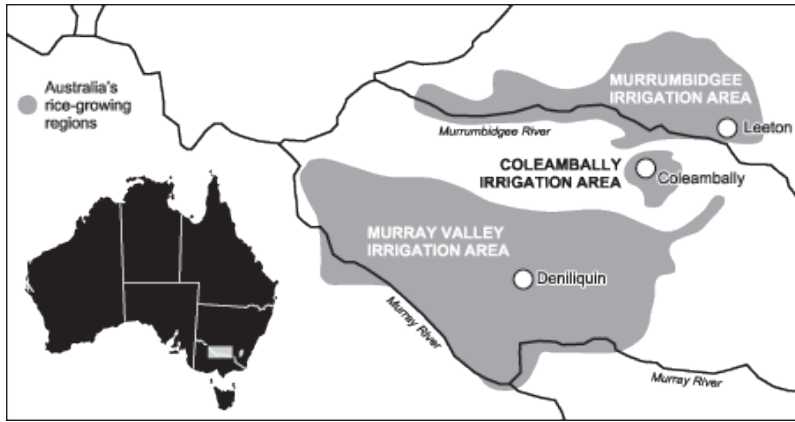 Australia's
rice-growing
regions
MURRUMBIDGEE
IRRIGATION AREA
Leeton
Murrumbidgee River
COLEAMBALLY
IRRIGATION AREA
Coleambally
MURRAY VALLEY
IRRIGATION AREA
Deniliquin
Murray River
Murray River